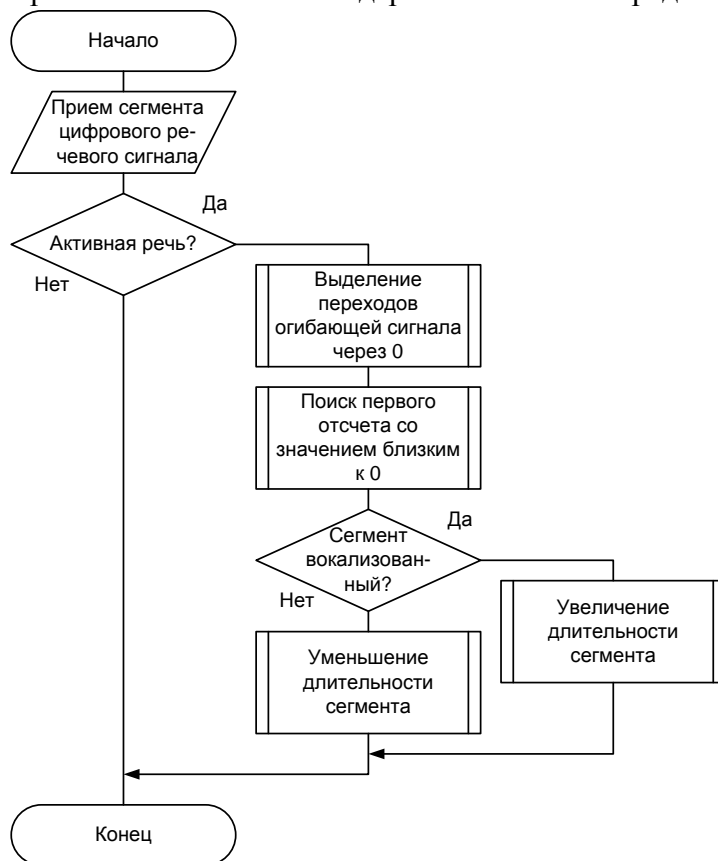 Начало
Прием сегмента
цифрового ре-
чевого сигнала
Да
Активная речь?
Нет
Выделение
переходов
огибающей сигнала
через 0
Поиск первого
отсчета со
значением близким
к 0
Да
Сегмент
вокализован-
ный?
Нет
Увеличение
длительности
сегмента
Уменьшение
длительности
сегмента
Конец